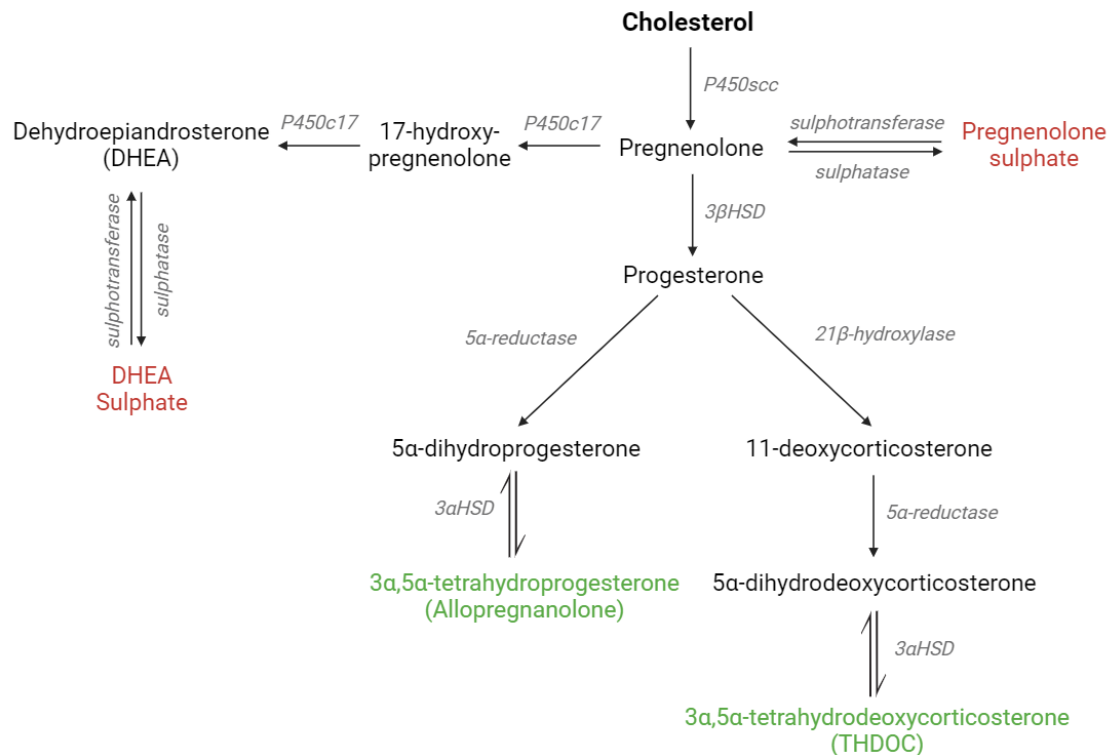 Cholesterol
P450scc
Dehydroepiandrosterone
(DHEA)
P450c17
17-hydroxy-
pregnenolone
P450c17
Pregnenolone
sulphotransferase
sulphatase
Pregnenolone
sulphate
3βHSD
sulphotransferase
sulphatase
Progesterone
5α-reductase
21β-hydroxylase
DHEA
Sulphate
5α-dihydroprogesterone
11-deoxycorticosterone
3αHSD
5α-reductase
3α,5α-tetrahydroprogesterone
(Allopregnanolone)
5α-dihydrodeoxycorticosterone
3αHSD
3α,5α-tetrahydrodeoxycorticosterone
(THDOC)